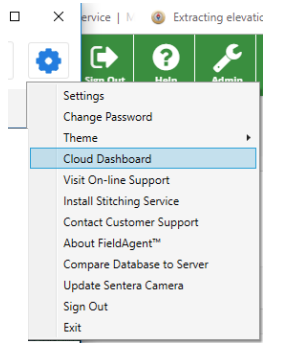 ervice | M
Extracting elevatio
Sign Out
Help
Admin
Settings
Change Password
Theme
Cloud Dashboard
Visit On-line Support
Install Stitching Service
Contact Customer Support
About FieldAgent™
Compare Database to Server
Update Sentera Camera
Sign Out
Exit